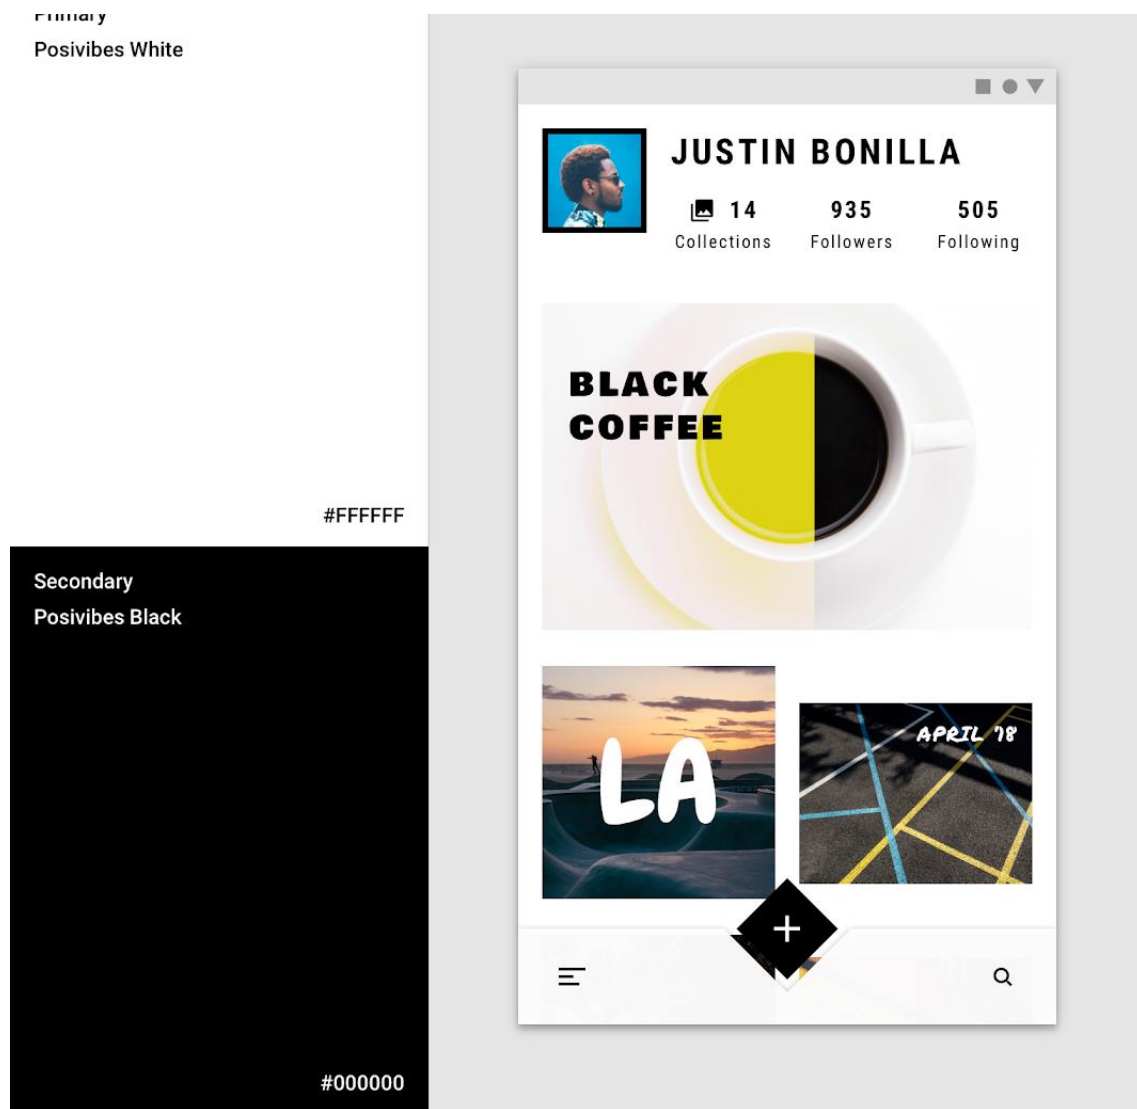 Primary
Posivibes White
#FFFFFF
Secondary
Posivibes Black
#000000
JUSTIN BONILLA
14
Collections
935
Followers
505
Following
BLACK
COFFEE
LA
APRIL '18